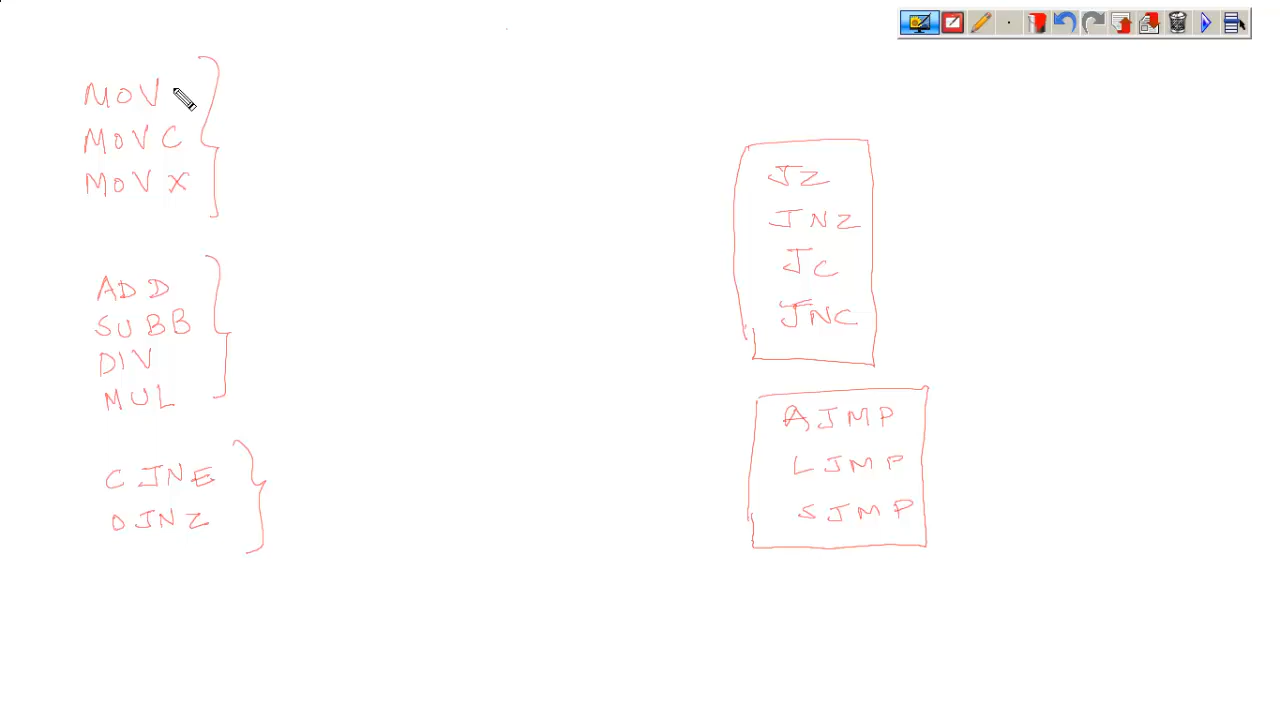 MOV
MOVC
MOVX
ADD
SUBB
DIV
MUL
CJNE
DJNZ
JZ
JNZ
JC
JNC
AJMP
LJMP
SJMP